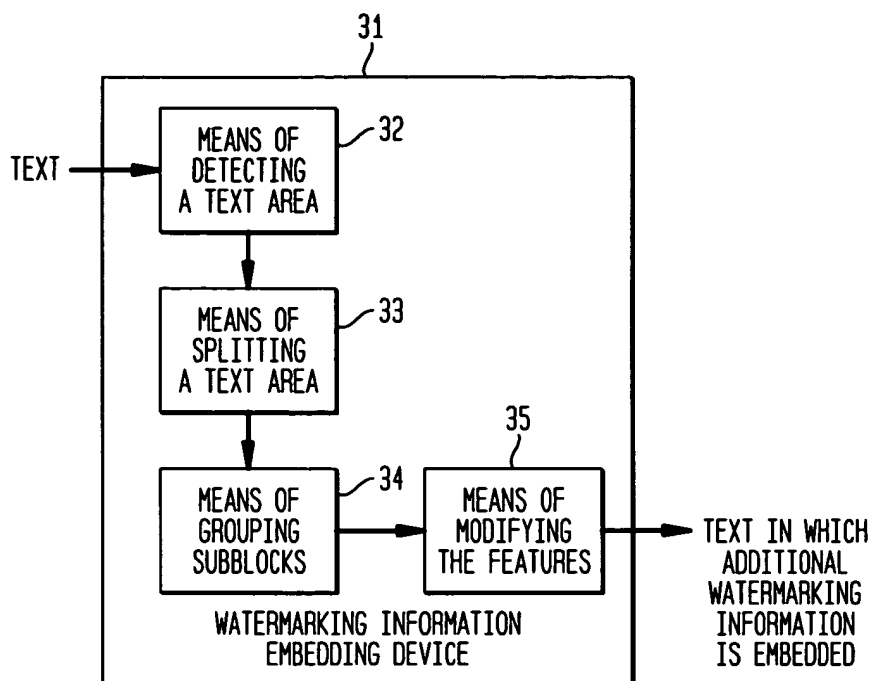 31
TEXT
MEANS OF
DETECTING
A TEXT AREA
32
MEANS OF
SPLITTING
A TEXT AREA
33
MEANS OF
GROUPING
SUBBLOCKS
34
MEANS OF
MODIFYING
THE FEATURES
35
TEXT IN WHICH
ADDITIONAL
WATERMARKING
INFORMATION
IS EMBEDDED
WATERMARKING INFORMATION
EMBEDDING DEVICE